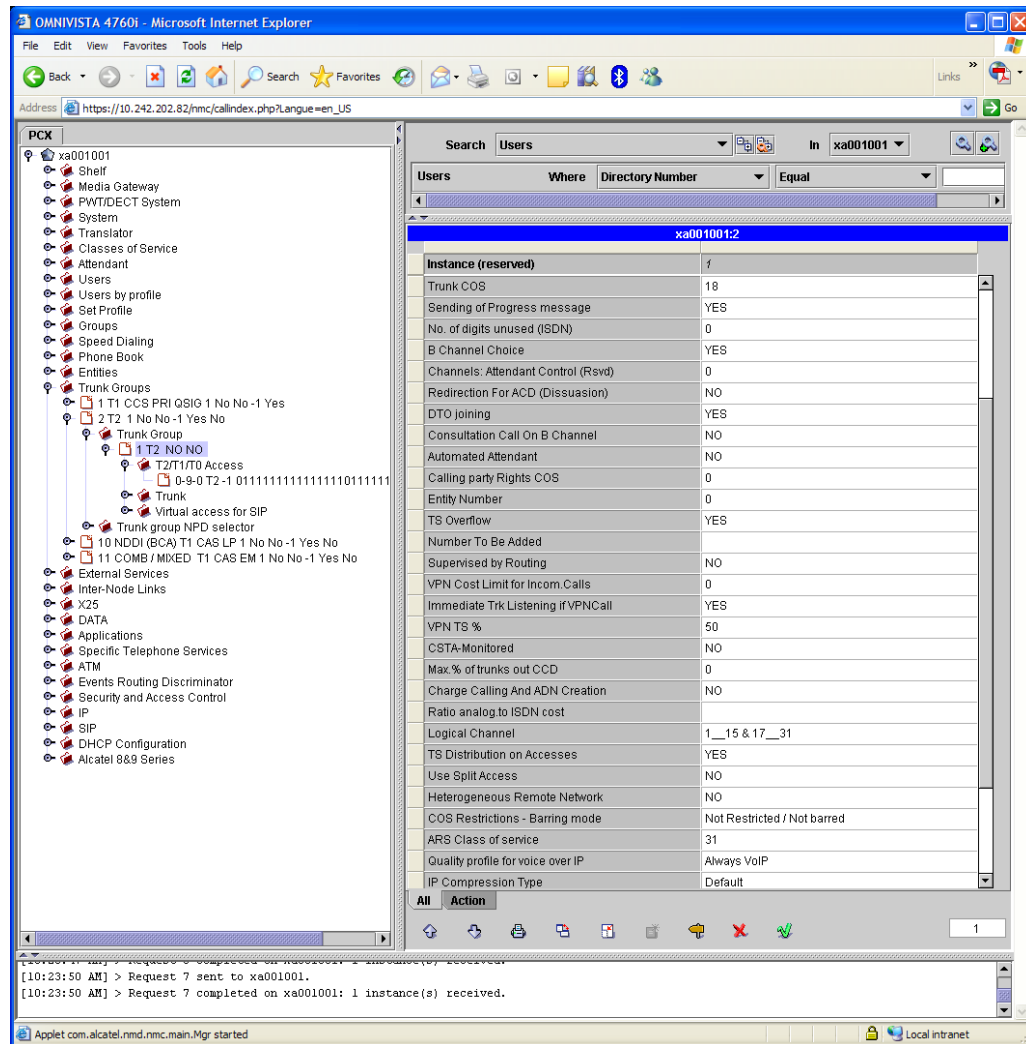 OMNIVISTA 4760i - Microsoft Internet Explorer
File Edit View Favorites Tools Help
Back Search Favorites Links »
Address https://10.242.202.82/nmc/callindex.php?Langue=en_US Go
PCX
xa001001
Shelf
Media Gateway
PWT/DECT System
System
Translator
Classes of Service
Attendant
Users
Users by profile
Set Profile
Groups
Speed Dialing
Phone Book
Entities
Trunk Groups
1 T1 CCS PRI QSIG 1 No No -1 Yes
2 T2 1 No No -1 Yes No
Trunk Group
1 T2 NO NO
T2/T1/T0 Access
0-9-0 T2 -1 0111111111111111011111
Trunk
Virtual access for SIP
Trunk group NPD selector
10 NDDI (BCA) T1 CAS LP 1 No No -1 Yes No
11 COMB / MIXED T1 CAS EM 1 No No -1 Yes No
External Services
Inter-Node Links
X25
DATA
Applications
Specific Telephone Services
ATM
Events Routing Discriminator
Security and Access Control
IP
SIP
DHCP Configuration
Alcatel 8&9 Series
Search Users In xa001001
Users Where Directory Number Equal
xa001001:2
Instance (reserved) 1
Trunk COS 18
Sending of Progress message YES
No. of digits unused (ISDN) 0
B Channel Choice YES
Channels: Attendant Control (Rsvd) 0
Redirection For ACD (Dissuasion) NO
DTO joining YES
Consultation Call On B Channel NO
Automated Attendant NO
Calling party Rights COS 0
Entity Number 0
TS Overflow YES
Number To Be Added
Supervised by Routing NO
VPN Cost Limit for Incom.Calls 0
Immediate Trk Listening if VPNCall YES
VPN TS % 50
CSTA-Monitored NO
Max.% of trunks out CCD 0
Charge Calling And ADN Creation NO
Ratio analog.to ISDN cost
Logical Channel 1__15 & 17__31
TS Distribution on Accesses YES
Use Split Access NO
Heterogeneous Remote Network NO
COS Restrictions - Barring mode Not Restricted / Not barred
ARS Class of service 31
Quality profile for voice over IP Always VoIP
IP Compression Type Default
All Action
1
[10:23:50 AM] > Request 7 sent to xa001001.
[10:23:50 AM] > Request 7 completed on xa001001: 1 instance(s) received.
Applet com.alcatel.nmd.nmc.main.Mgr started Local intranet